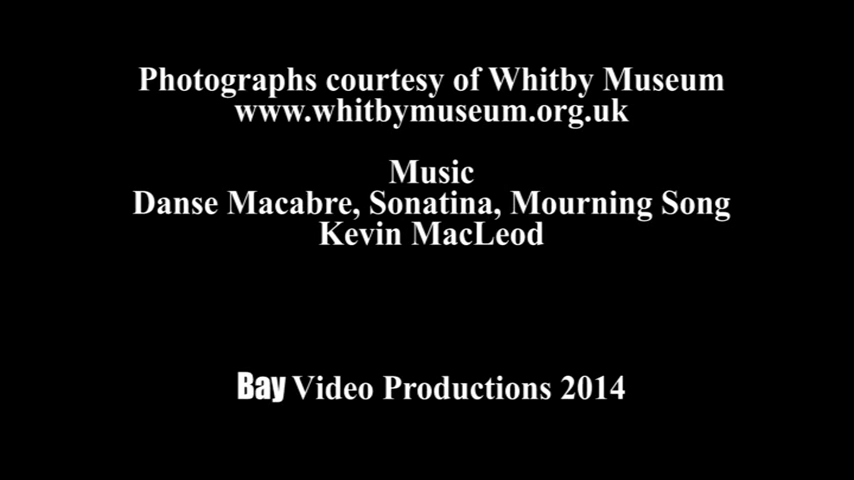 Photographs courtesy of Whitby Museum
www.whitbymuseum.org.uk
Music
Danse Macabre, Sonatina, Mourning Song
Kevin MacLeod
Bay Video Productions 2014